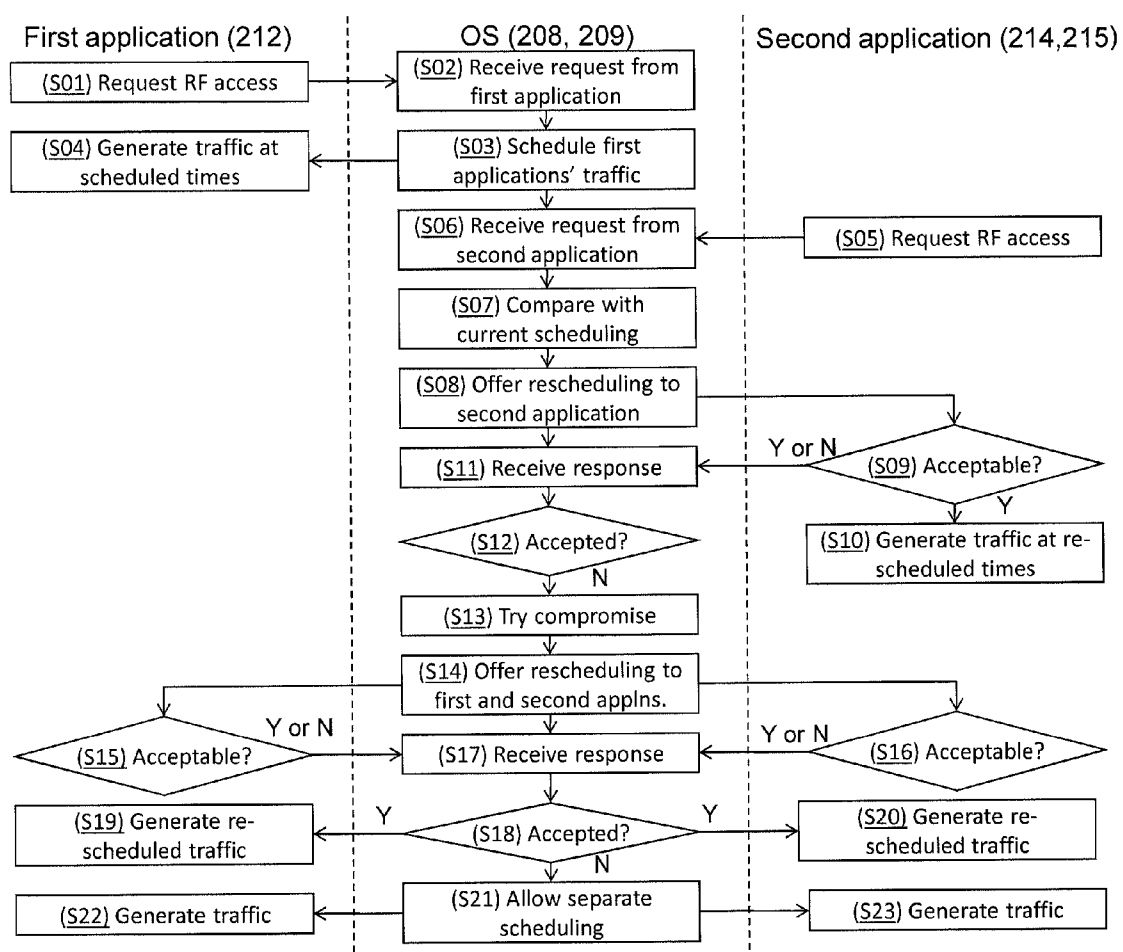 First application (212)
OS (208, 209)
Second application (214,215)
(S01) Request RF access
(S02) Receive request from
first application
(S04) Generate traffic at
scheduled times
(S03) Schedule first
applications' traffic
(S06) Receive request from
second application
(S05) Request RF access
(S07) Compare with
current scheduling
(S08) Offer rescheduling to
second application
Y or N
(S09) Acceptable?
(S11) Receive response
Y
(S12) Accepted?
(S10) Generate traffic at re-
scheduled times
N
(S13) Try compromise
(S14) Offer rescheduling to
first and second applns.
Y or N
Y or N
(S15) Acceptable?
(S17) Receive response
(S16) Acceptable?
Y
Y
(S19) Generate re-
scheduled traffic
(S18) Accepted?
(S20) Generate re-
scheduled traffic
N
(S21) Allow separate
scheduling
(S22) Generate traffic
(S23) Generate traffic